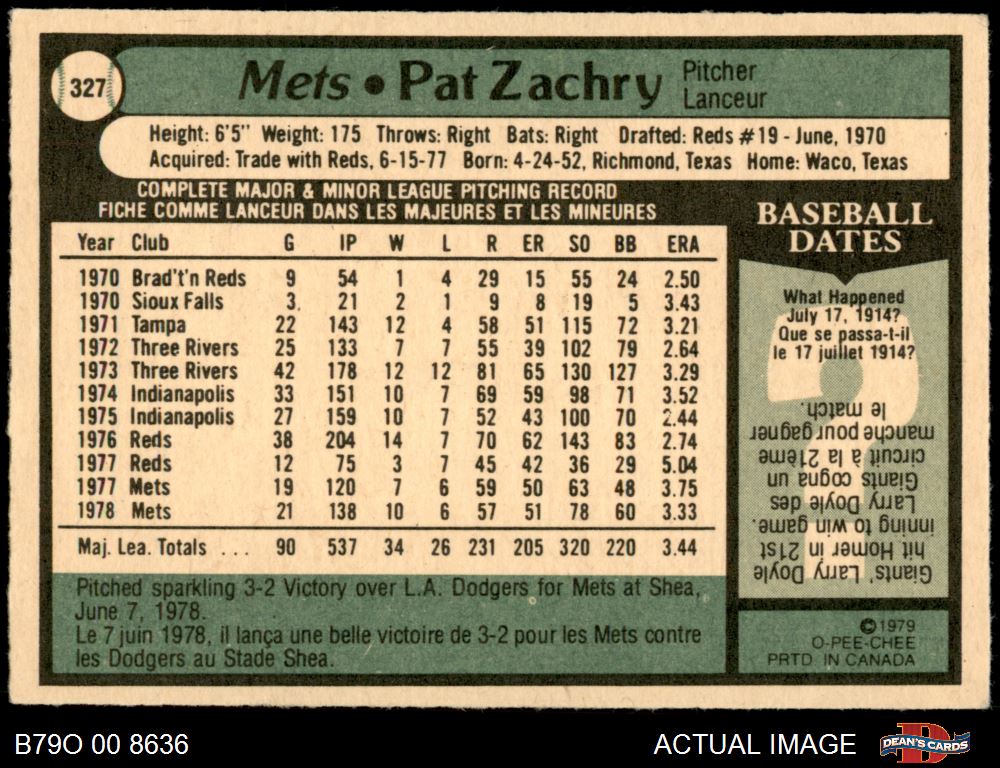 327
Mets • Pat Zachry
Pitcher
Lanceur
Height: 6'5" Weight: 175 Throws: Right Bats: Right Drafted: Reds #19 - June, 1970
Acquired: Trade with Reds, 6-15-77 Born: 4-24-52, Richmond, Texas Home: Waco, Texas
COMPLETE MAJOR & MINOR LEAGUE PITCHING RECORD
FICHE COMME LANCEUR DANS LES MAJEURES ET LES MINEURES
Year Club G IP W L R ER SO BB ERA
1970 Brad't'n Reds 9 54 1 4 29 15 55 24 2.50
1970 Sioux Falls 3 21 2 1 9 8 19 5 3.43
1971 Tampa 22 143 12 4 58 51 115 72 3.21
1972 Three Rivers 25 133 7 7 55 39 102 79 2.64
1973 Three Rivers 42 178 12 12 81 65 130 127 3.29
1974 Indianapolis 33 151 10 7 69 59 98 71 3.52
1975 Indianapolis 27 159 10 7 52 43 100 70 2.44
1976 Reds 38 204 14 7 70 62 143 83 2.74
1977 Reds 12 75 3 7 45 42 36 29 5.04
1977 Mets 19 120 7 6 59 50 63 48 3.75
1978 Mets 21 138 10 6 57 51 78 60 3.33
Maj. Lea. Totals ... 90 537 34 26 231 205 320 220 3.44
Pitched sparkling 3-2 Victory over L.A. Dodgers for Mets at Shea,
June 7, 1978.
Le 7 juin 1978, il lança une belle victoire de 3-2 pour les Mets contre
les Dodgers au Stade Shea.
BASEBALL
DATES
What Happened
July 17, 1914?
Que se passa-t-il
le 17 juillet 1914?
Giants' Larry Doyle
hit Homer in 21st
inning to win game.
Larry Doyle des
Giants cogna un
circuit à la 21ème
manche pour gagner
le match.
©1979
O-PEE-CHEE
PRTD IN CANADA
B79O 00 8636
ACTUAL IMAGE
DEAN'S CARDS